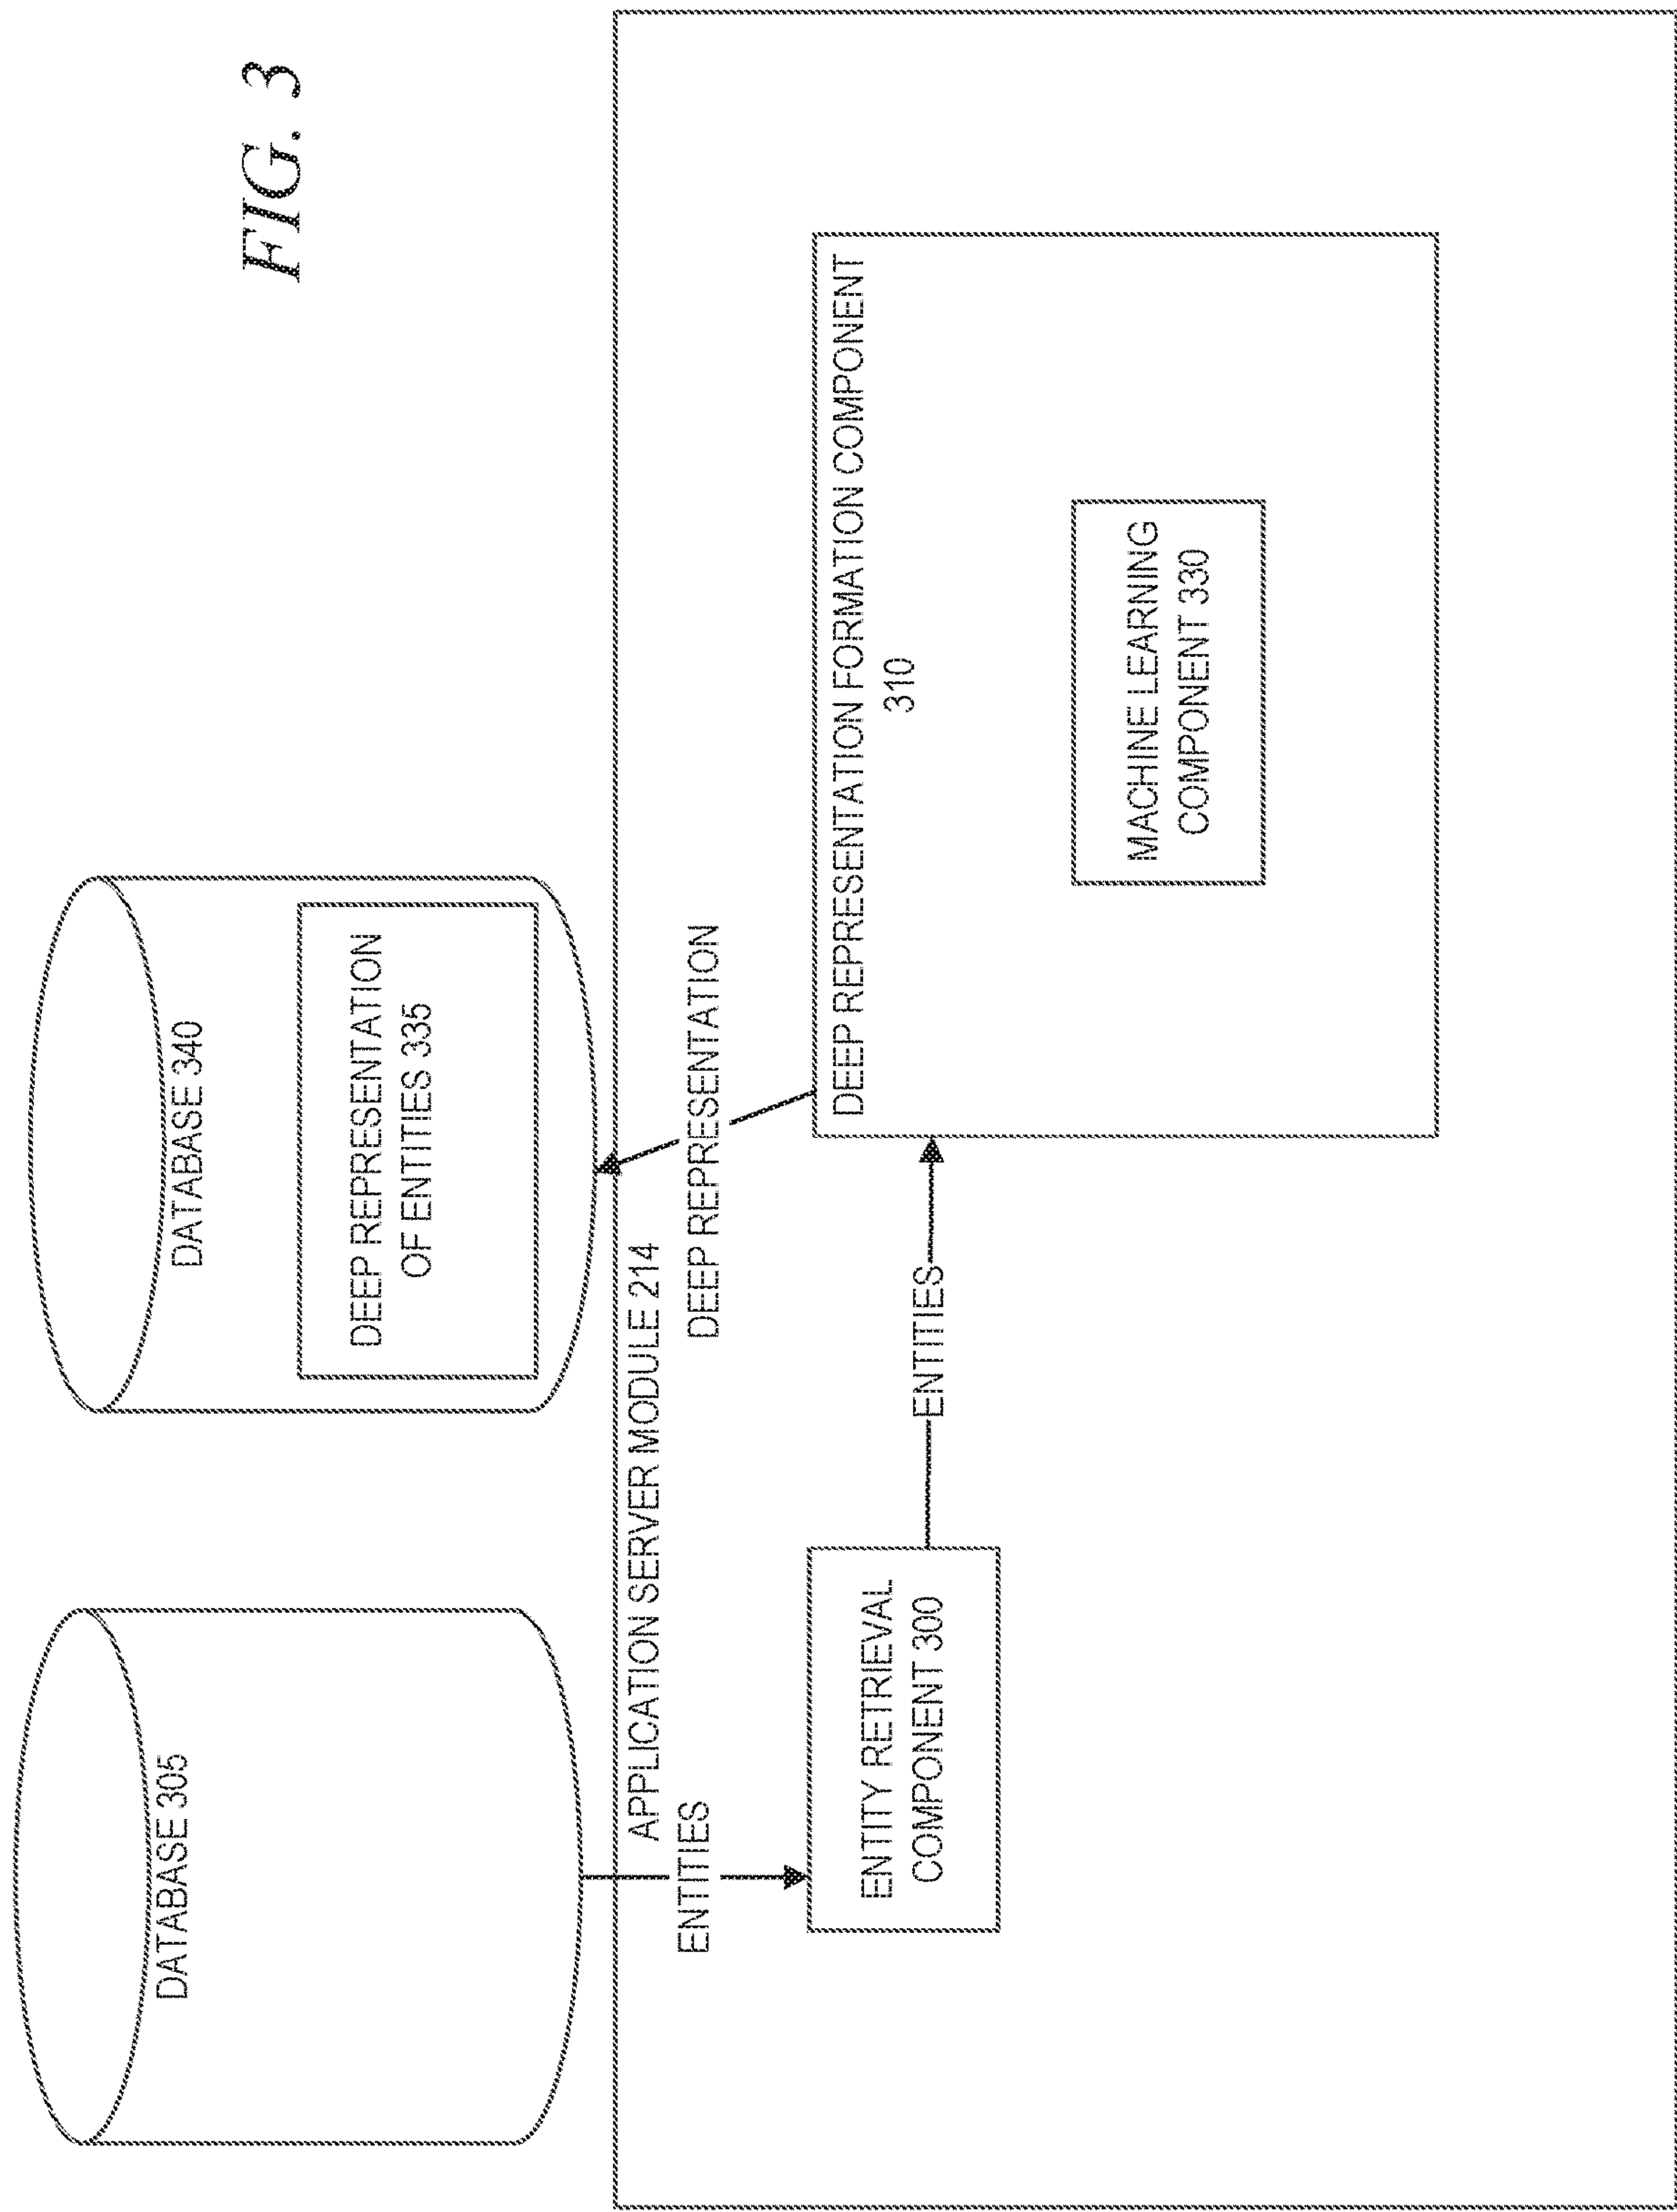 FIG. 3
DATABASE 305
DATABASE 340
DEEP REPRESENTATION
OF ENTITIES 335
APPLICATION SERVER MODULE 214
ENTITIES
DEEP REPRESENTATION
ENTITY RETRIEVAL
COMPONENT 300
ENTITIES
DEEP REPRESENTATION FORMATION COMPONENT
310
MACHINE LEARNING
COMPONENT 330